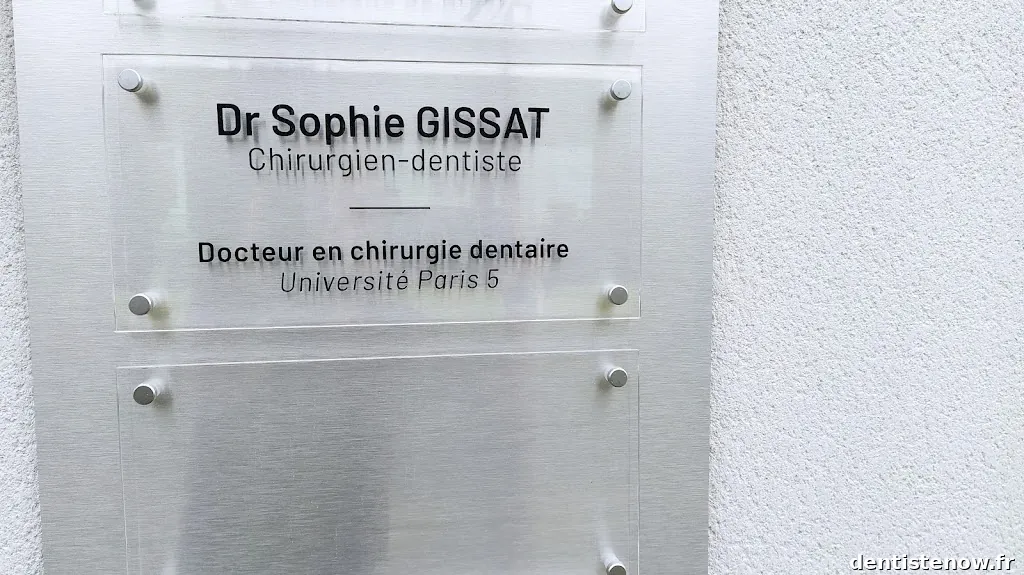 Dr Sophie GISSAT
Chirurgien-dentiste
Docteur en chirurgie dentaire
Université Paris 5
dentistenow.fr